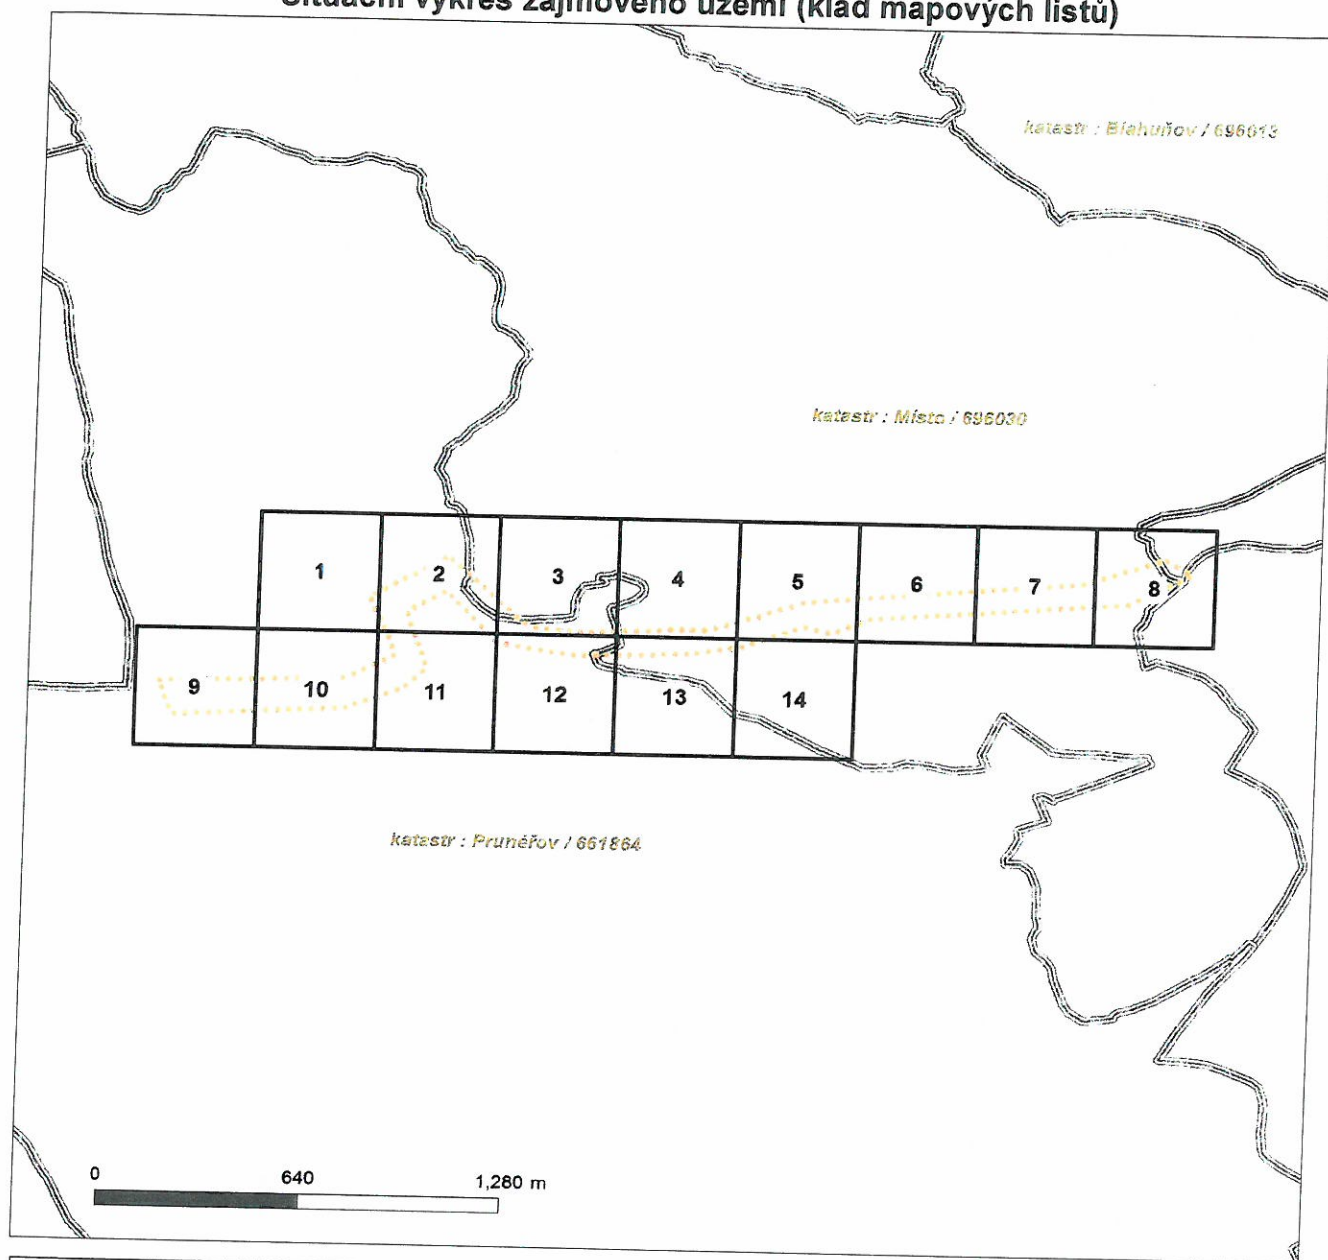 Situační výkres zájmového území (klad mapových listů)
katastr : Blahuňov / 696013
katastr : Místo / 696030
1 2 3 4 5 6 7 8
9 10 11 12 13 14
katastr : Prunéřov / 661864
0 640 1,280 m